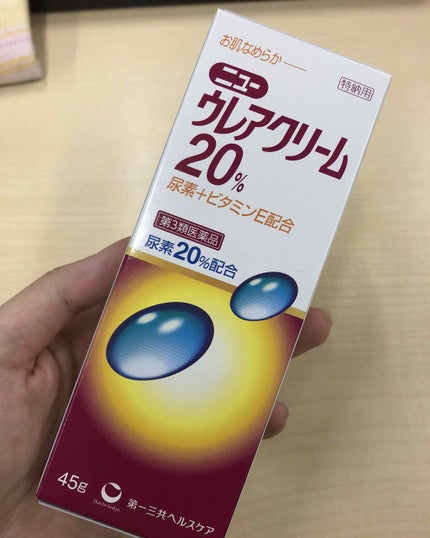 お肌なめらか――
特納用
ニュー
ウレアクリーム
20%
尿素+ビタミンE配合
第3類医薬品
尿素20%配合
45g
Daiichi-Sankyo
第一三共ヘルスケア